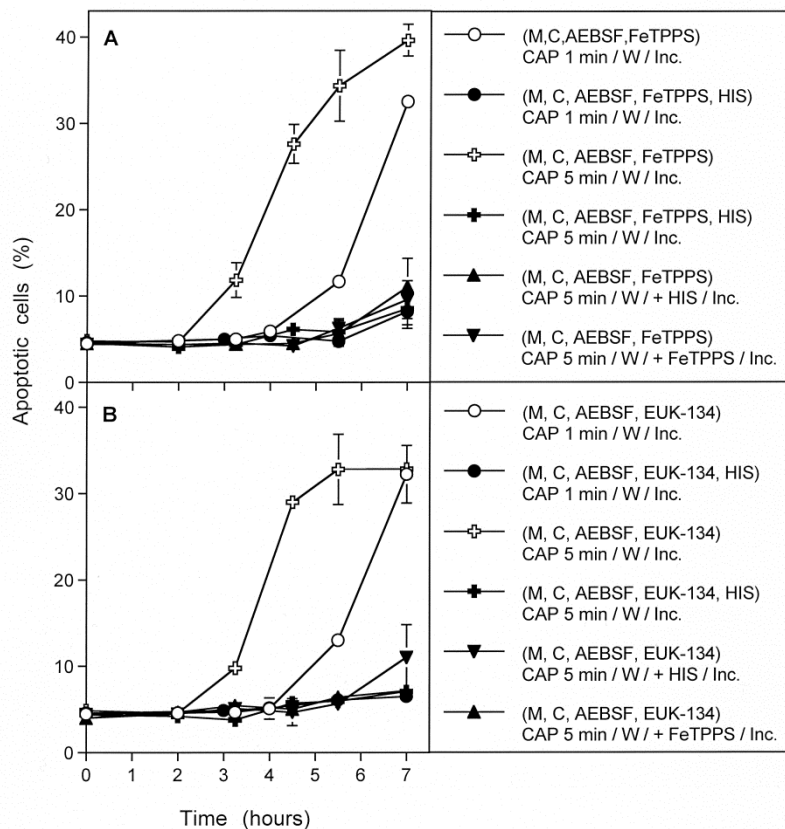 A
40
30
20
10
0
Apoptotic cells (%)
(M,C,AEBSF,FeTPPS)
CAP 1 min / W / Inc.
(M, C, AEBSF, FeTPPS, HIS)
CAP 1 min / W / Inc.
(M, C, AEBSF, FeTPPS)
CAP 5 min / W / Inc.
(M, C, AEBSF, FeTPPS, HIS)
CAP 5 min / W / Inc.
(M, C, AEBSF, FeTPPS)
CAP 5 min / W / + HIS / Inc.
(M, C, AEBSF, FeTPPS)
CAP 5 min / W / + FeTPPS / Inc.
B
40
30
20
10
0
0 1 2 3 4 5 6 7
Time (hours)
(M, C, AEBSF, EUK-134)
CAP 1 min / W / Inc.
(M, C, AEBSF, EUK-134, HIS)
CAP 1 min / W / Inc.
(M, C, AEBSF, EUK-134)
CAP 5 min / W / Inc.
(M, C, AEBSF, EUK-134, HIS)
CAP 5 min / W / Inc.
(M, C, AEBSF, EUK-134)
CAP 5 min / W / + HIS / Inc.
(M, C, AEBSF, EUK-134)
CAP 5 min / W / + FeTPPS / Inc.